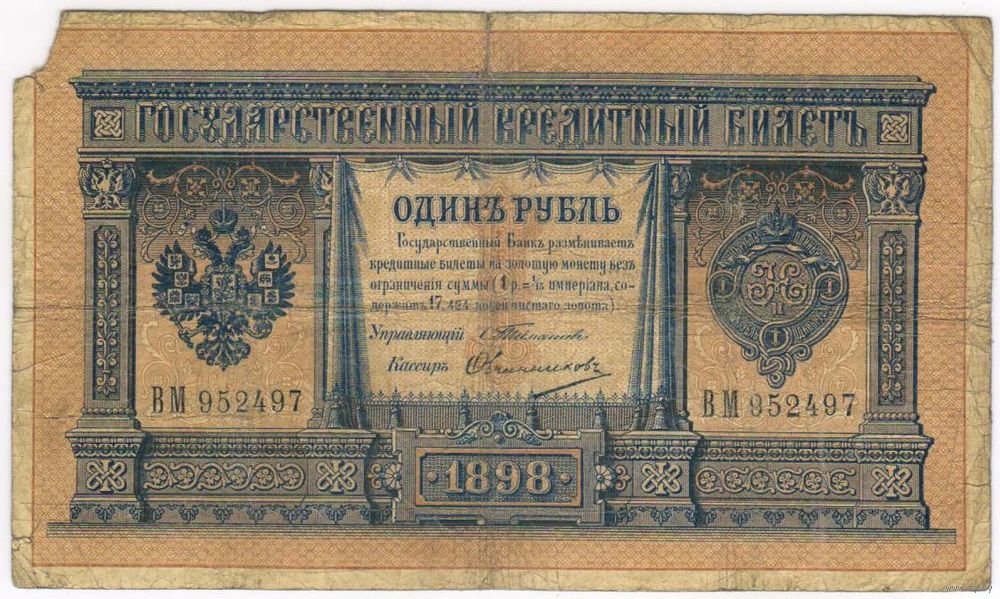 ГОСУДАРСТВЕННЫЙ КРЕДИТНЫЙ БИЛЕТЪ
ОДИНЪ РУБЛЬ
Государственный Банкъ размѣниваетъ
кредитные билеты на золотую монету безъ
ограниченія суммы (1 р. = 1/15 имперіала, со-
держитъ 17,424 долей чистаго золота).
Управляющій
Кассиръ Овчинниковъ
ВМ 952497
ВМ 952497
1898